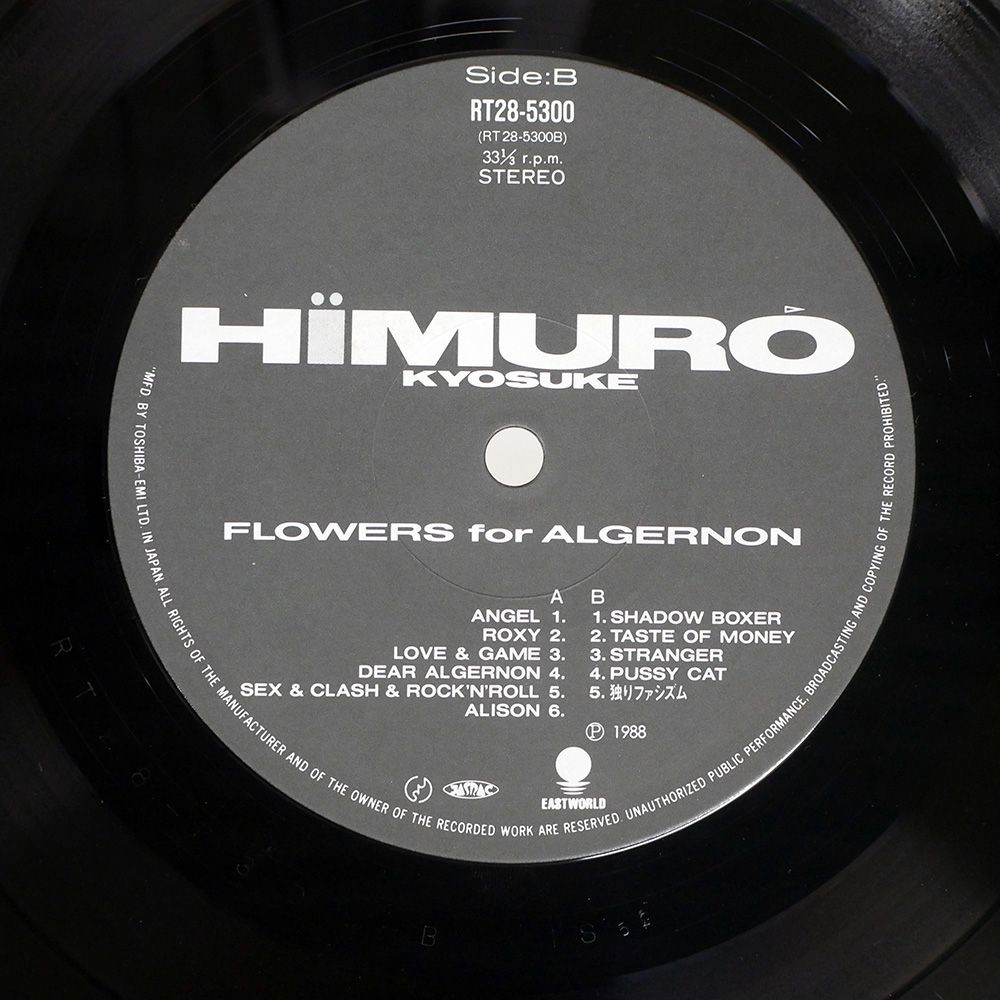 Side:B
RT28-5300
(RT28-5300B)
33⅓ r.p.m.
STEREO
HÏMURÓ
KYOSUKE
FLOWERS for ALGERNON
A B
ANGEL 1. 1. SHADOW BOXER
ROXY 2. 2. TASTE OF MONEY
LOVE & GAME 3. 3. STRANGER
DEAR ALGERNON 4. 4. PUSSY CAT
SEX & CLASH & ROCK'N'ROLL 5. 5. 独りファシズム
ALISON 6.
Ⓟ 1988
JASRAC
EASTWORLD
"MFD. BY TOSHIBA-EMI LTD. IN JAPAN. ALL RIGHTS OF THE MANUFACTURER AND OF THE OWNER OF THE RECORDED WORK ARE RESERVED. UNAUTHORIZED PUBLIC PERFORMANCE, BROADCASTING AND COPYING OF THE RECORD PROHIBITED."